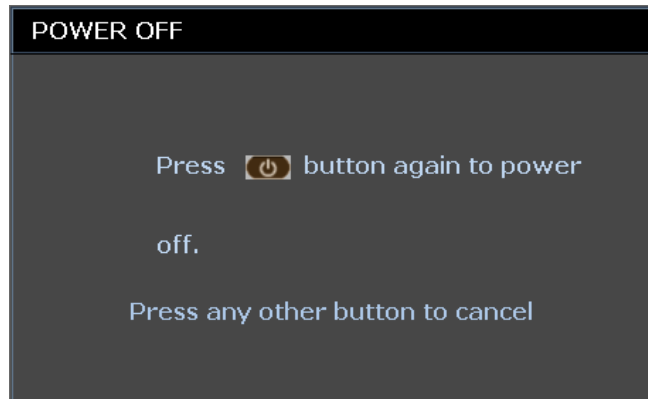 POWER OFF
Press button again to power
off.
Press any other button to cancel